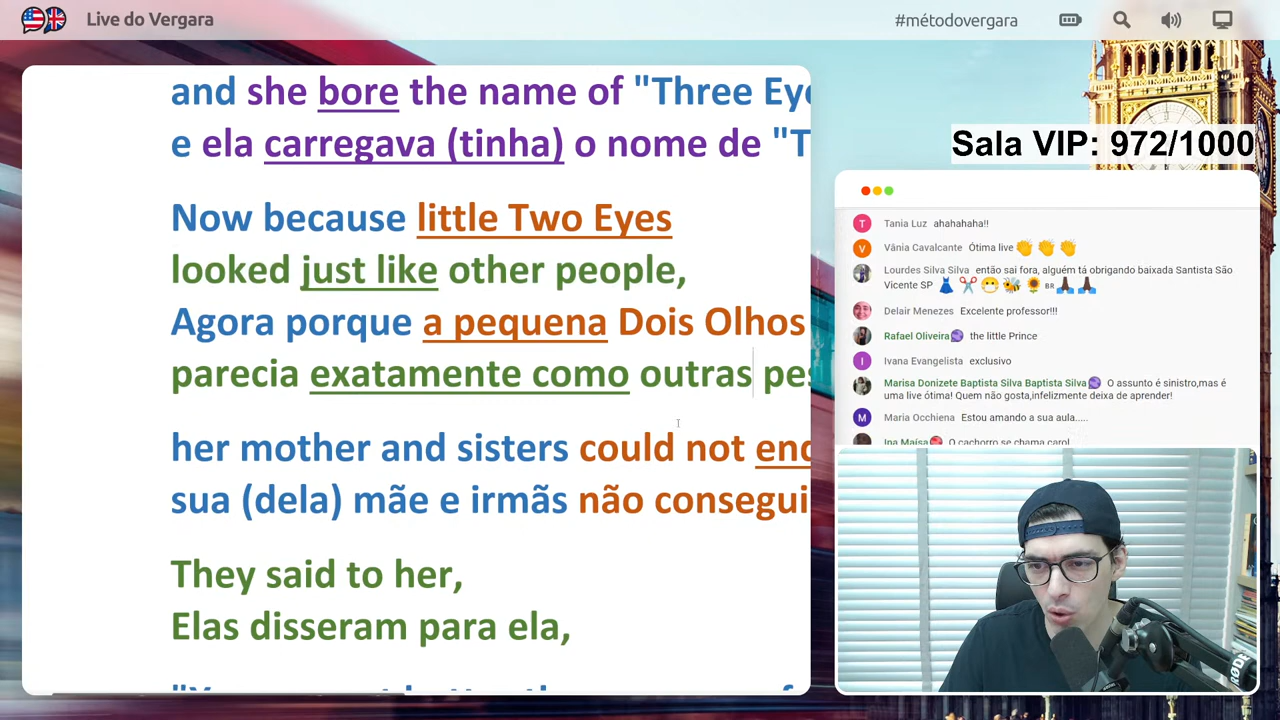 Live do Vergara
#métodovergara
and she bore the name of "Three Eye
e ela carregava (tinha) o nome de "T
Now because little Two Eyes
looked just like other people,
Agora porque a pequena Dois Olhos
parecia exatamente como outras pes
her mother and sisters could not end
sua (dela) mãe e irmãs não consegui
They said to her,
Elas disseram para ela,
Sala VIP: 972/1000
T Tania Luz ahahahaha!!
V Vânia Cavalcante Ótima live 👏 👏 👏
Lourdes Silva Silva então sai fora, alguém tá obrigando baixada Santista São
Vicente SP 👗 ✂️ 😷 🐝 🌻 BR 🙏🏿 🙏🏿
Delair Menezes Excelente professor!!!
Rafael Oliveira the little Prince
I Ivana Evangelista exclusivo
Marisa Donizete Baptista Silva Baptista Silva O assunto é sinistro,mas é
uma live ótima! Quem não gosta,infelizmente deixa de aprender!
M Maria Occhiena Estou amando a sua aula.....
Ina Maísa O cachorro se chama carol
RØDE